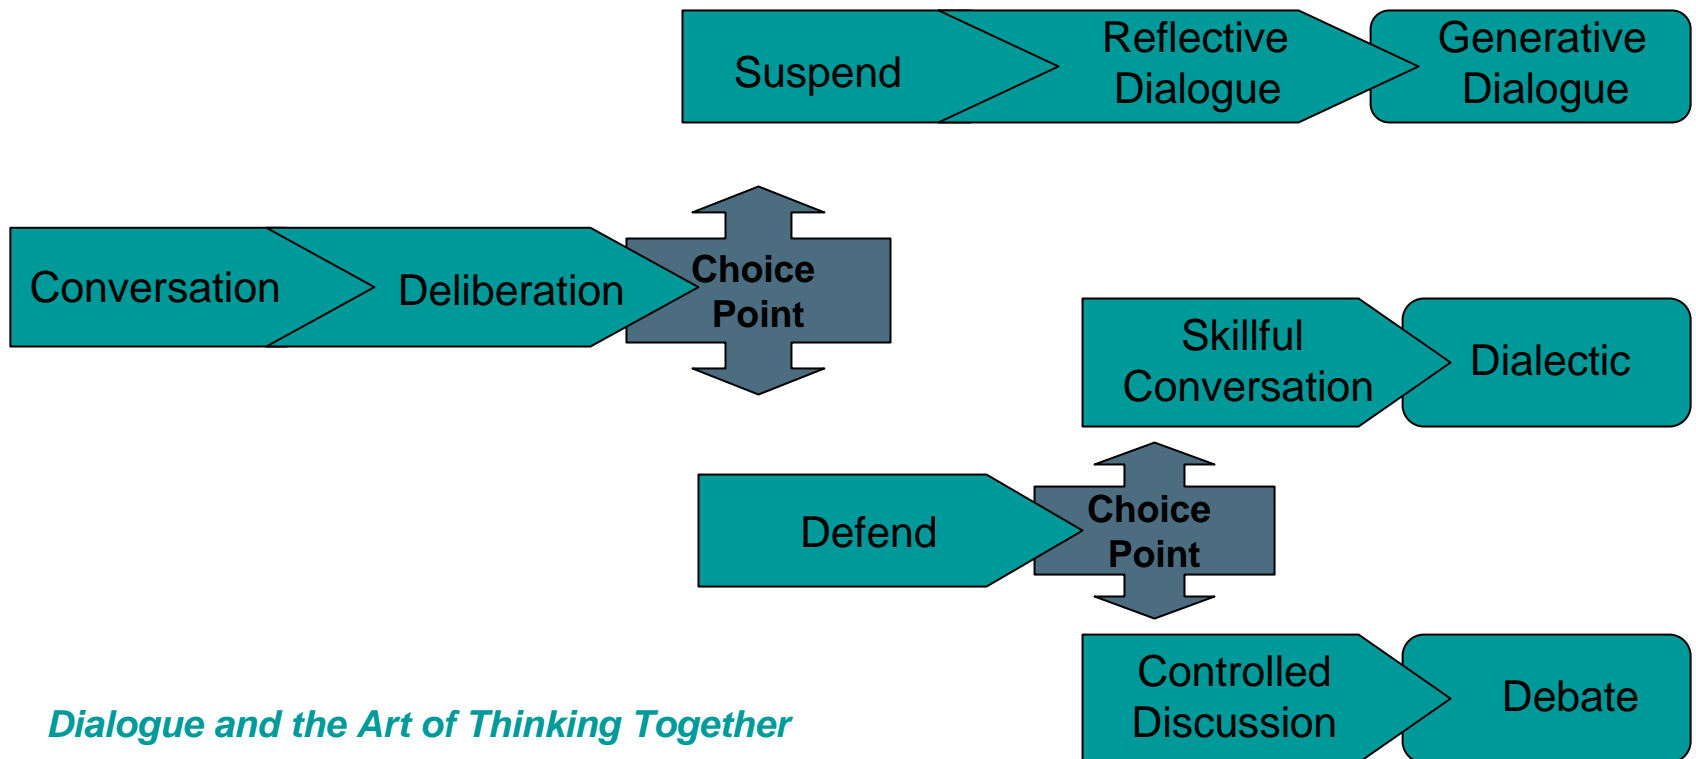 Suspend
Reflective
Dialogue
Generative
Dialogue
Conversation
Deliberation
Choice
Point
Skillful
Conversation
Dialectic
Defend
Choice
Point
Controlled
Discussion
Debate
Dialogue and the Art of Thinking Together